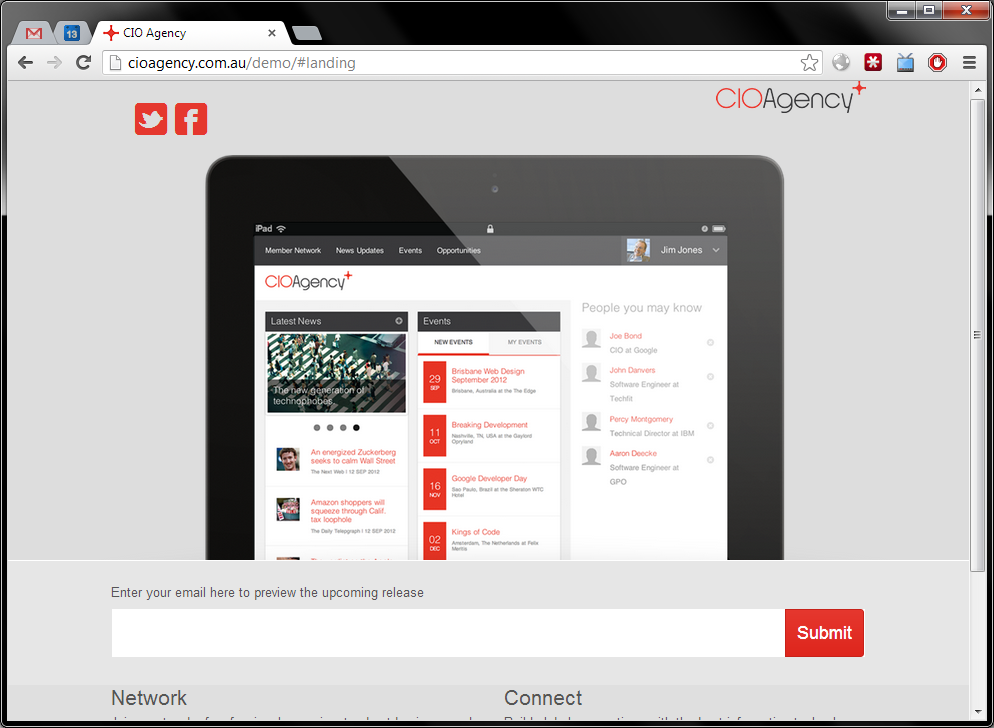 13
CIO Agency
cioagency.com.au/demo/#landing
CIOAgency
iPad
Member Network News Updates Events Opportunities Jim Jones
CIOAgency
Latest News
The new generation of
technophobes.
An energized Zuckerberg
seeks to calm Wall Street
The Next Web | 12 SEP 2012
Amazon shoppers will
squeeze through Calif.
tax loophole
The Daily Telepgraph | 12 SEP 2012
Events
NEW EVENTS MY EVENTS
29
SEP
Brisbane Web Design
September 2012
Brisbane, Australia at the The Edge
11
OCT
Breaking Development
Nashville, TN, USA at the Gaylord
Opryland
16
NOV
Google Developer Day
Sao Paulo, Brazil at the Sheraton WTC
Hotel
02
DEC
Kings of Code
Amsterdam, The Netherlands at Felix
Meritis
People you may know
Joe Bond
CIO at Google
John Danvers
Software Engineer at
Techfit
Percy Montgomery
Technical Director at IBM
Aaron Deecke
Software Engineer at
GPO
Enter your email here to preview the upcoming release
Submit
Network
Connect